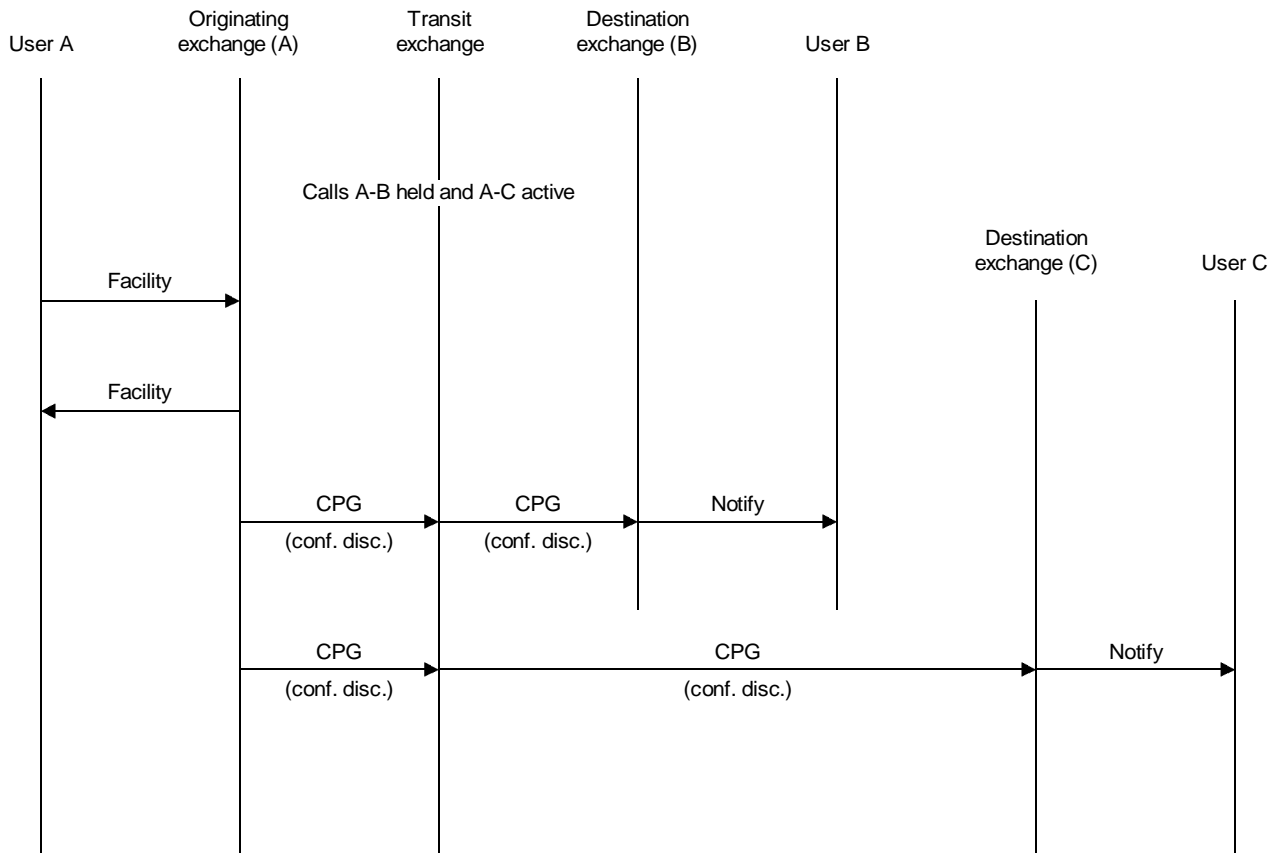 Originating
exchange (A)
Transit
exchange
Destination
exchange (B)
User A
User B
Calls A-B held and A-C active
Destination
exchange (C)
User C
Facility
Facility
CPG
CPG
Notify
(conf. disc.)
(conf. disc.)
CPG
CPG
Notify
(conf. disc.)
(conf. disc.)